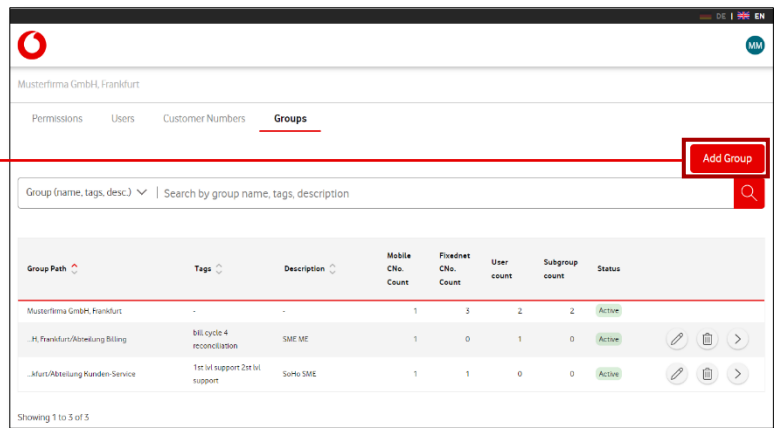 DE | EN
MM
Musterfirma GmbH, Frankfurt
Permissions Users Customer Numbers Groups
Add Group
Group (name, tags, desc.) | Search by group name, tags, description
Group Path Tags Description Mobile CNo. Count Fixednet CNo. Count User count Subgroup count Status
Musterfirma GmbH, Frankfurt - - 1 3 2 2 Active
...H, Frankfurt/Abteilung Billing bill cycle 4 reconciliation SME ME 1 0 1 0 Active
...kfurt/Abteilung Kunden-Service 1st lvl support 2st lvl support SoHo SME 1 1 0 0 Active
Showing 1 to 3 of 3